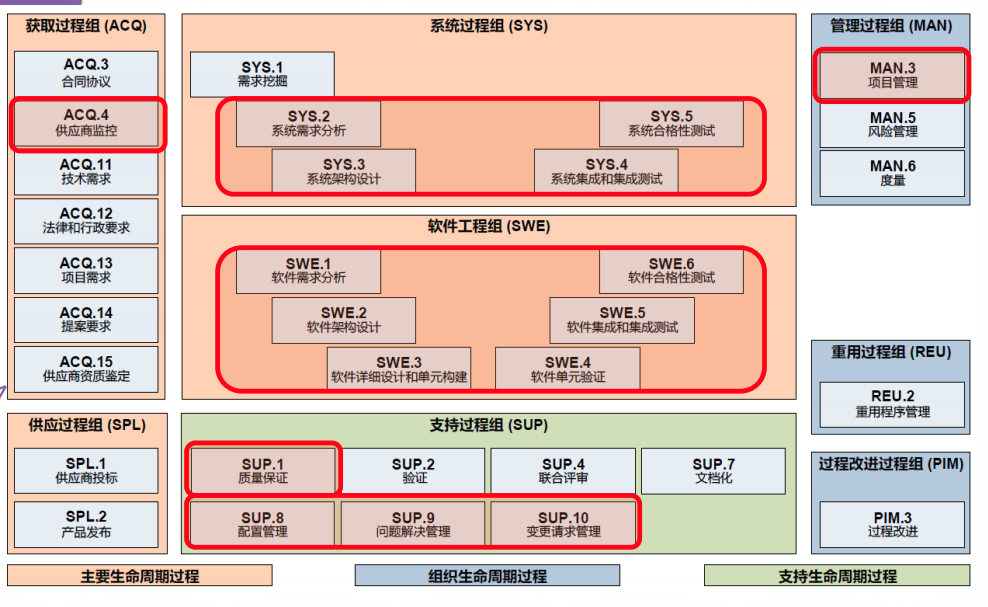 获取过程组 (ACQ)
ACQ.3
合同协议
ACQ.4
供应商监控
ACQ.11
技术需求
ACQ.12
法律和行政要求
ACQ.13
项目需求
ACQ.14
提案要求
ACQ.15
供应商资质鉴定
供应过程组 (SPL)
SPL.1
供应商投标
SPL.2
产品发布
系统过程组 (SYS)
SYS.1
需求挖掘
SYS.2
系统需求分析
SYS.5
系统合格性测试
SYS.3
系统架构设计
SYS.4
系统集成和集成测试
软件工程组 (SWE)
SWE.1
软件需求分析
SWE.6
软件合格性测试
SWE.2
软件架构设计
SWE.5
软件集成和集成测试
SWE.3
软件详细设计和单元构建
SWE.4
软件单元验证
支持过程组 (SUP)
SUP.1
质量保证
SUP.2
验证
SUP.4
联合评审
SUP.7
文档化
SUP.8
配置管理
SUP.9
问题解决管理
SUP.10
变更请求管理
管理过程组 (MAN)
MAN.3
项目管理
MAN.5
风险管理
MAN.6
度量
重用过程组 (REU)
REU.2
重用程序管理
过程改进过程组 (PIM)
PIM.3
过程改进
主要生命周期过程
组织生命周期过程
支持生命周期过程